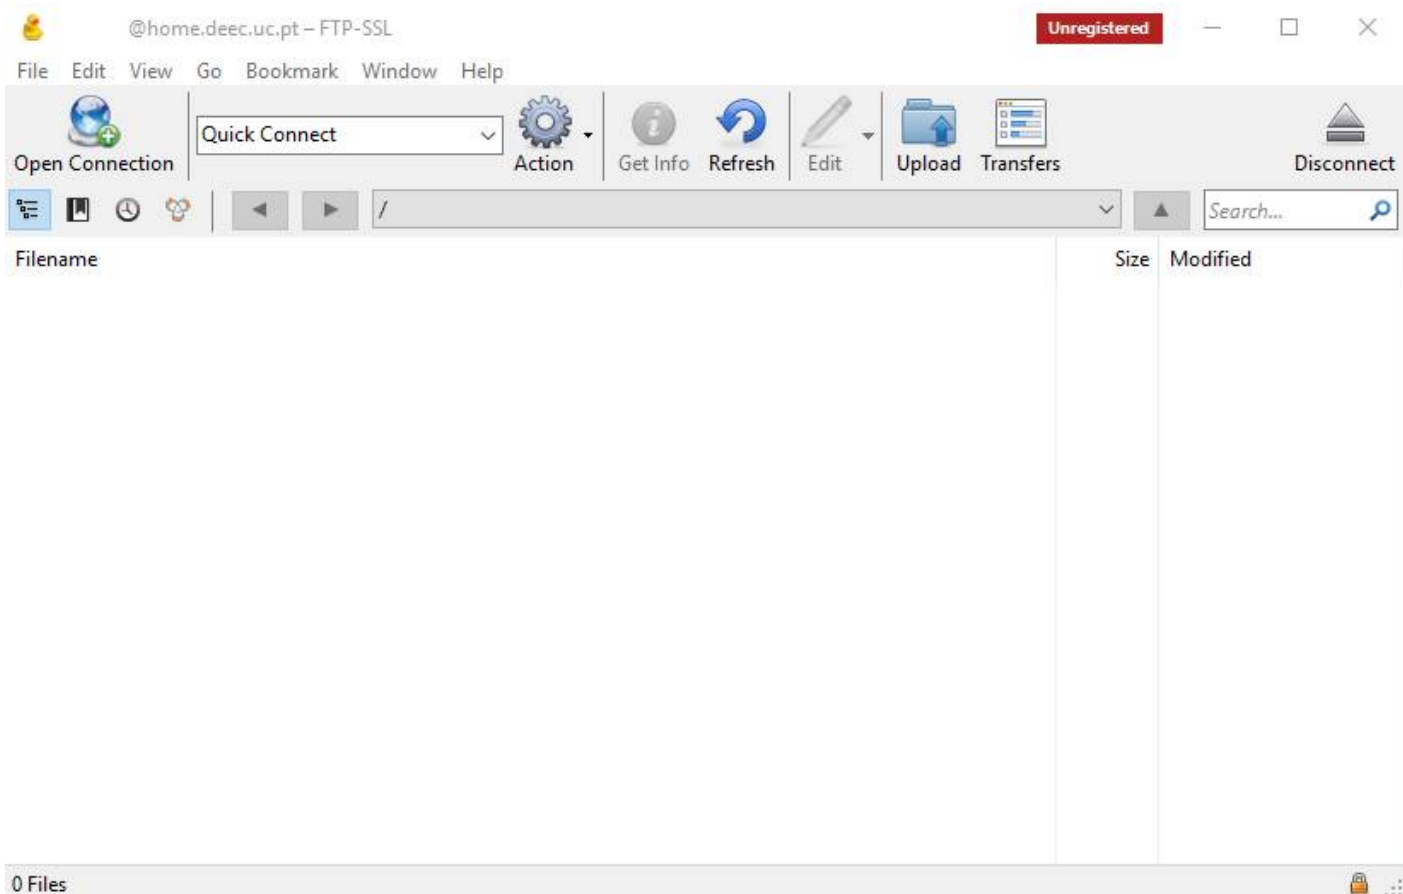 @home.deec.uc.pt – FTP-SSL Unregistered
File Edit View Go Bookmark Window Help
Quick Connect
Open Connection Action Get Info Refresh Edit Upload Transfers Disconnect
/ Search...
Filename Size Modified
0 Files